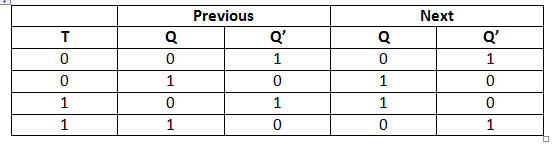 Previous Next
T Q Q’ Q Q’
0 0 1 0 1
0 1 0 1 0
1 0 1 1 0
1 1 0 0 1